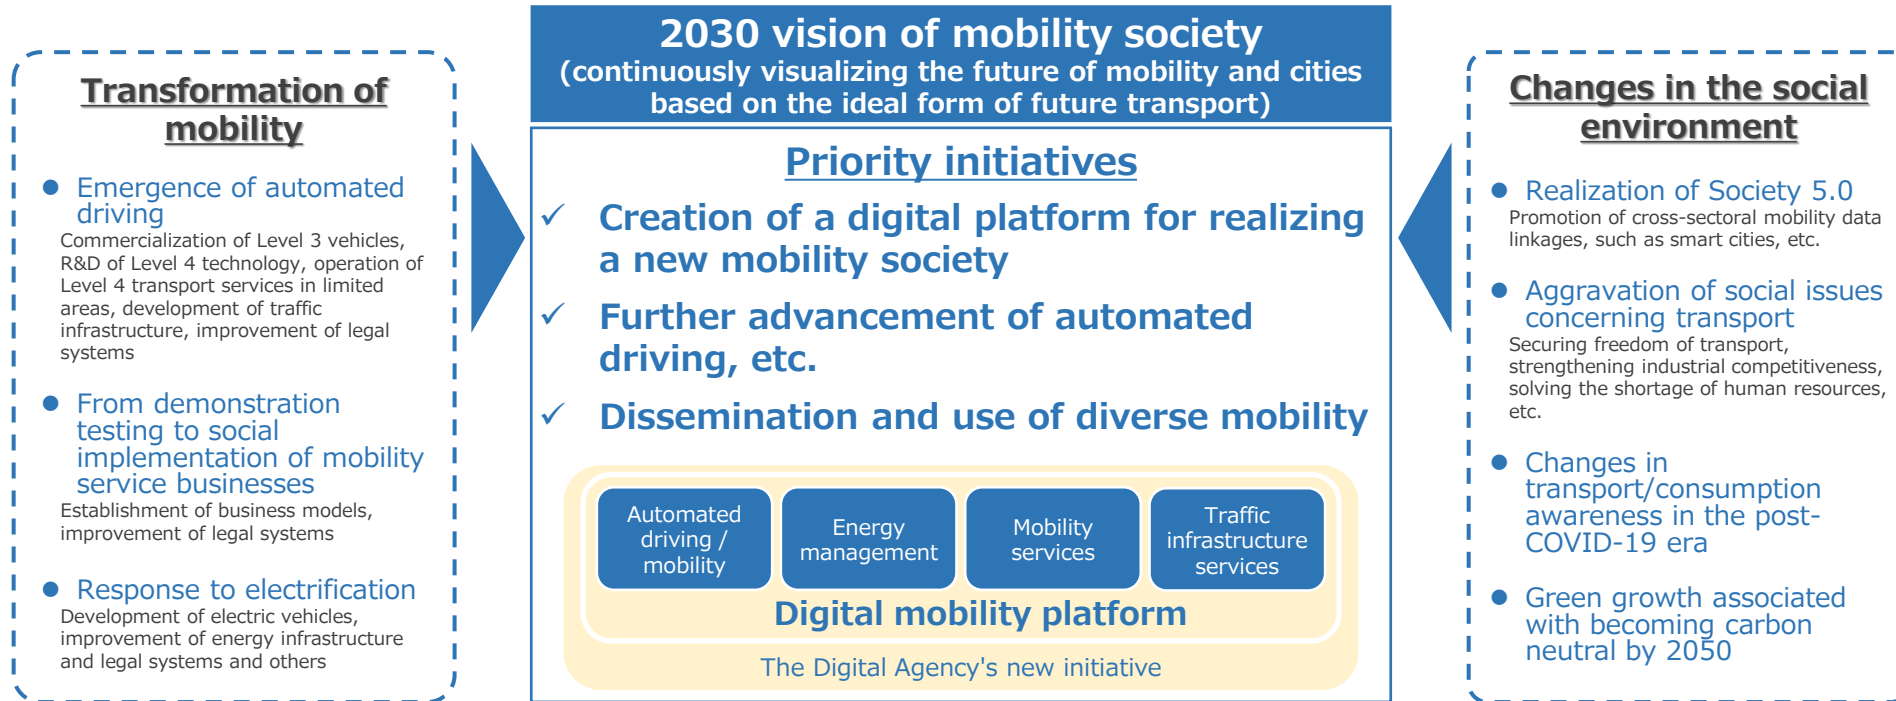 Transformation of
mobility
● Emergence of automated
driving
Commercialization of Level 3 vehicles,
R&D of Level 4 technology, operation of
Level 4 transport services in limited
areas, development of traffic
infrastructure, improvement of legal
systems
● From demonstration
testing to social
implementation of mobility
service businesses
Establishment of business models,
improvement of legal systems
● Response to electrification
Development of electric vehicles,
improvement of energy infrastructure
and legal systems and others
2030 vision of mobility society
(continuously visualizing the future of mobility and cities
based on the ideal form of future transport)
Priority initiatives
✓ Creation of a digital platform for realizing
a new mobility society
✓ Further advancement of automated
driving, etc.
✓ Dissemination and use of diverse mobility
Automated
driving /
mobility
Energy
management
Mobility
services
Traffic
infrastructure
services
Digital mobility platform
The Digital Agency's new initiative
Changes in the social
environment
● Realization of Society 5.0
Promotion of cross-sectoral mobility data
linkages, such as smart cities, etc.
● Aggravation of social issues
concerning transport
Securing freedom of transport,
strengthening industrial competitiveness,
solving the shortage of human resources,
etc.
● Changes in
transport/consumption
awareness in the post-
COVID-19 era
● Green growth associated
with becoming carbon
neutral by 2050